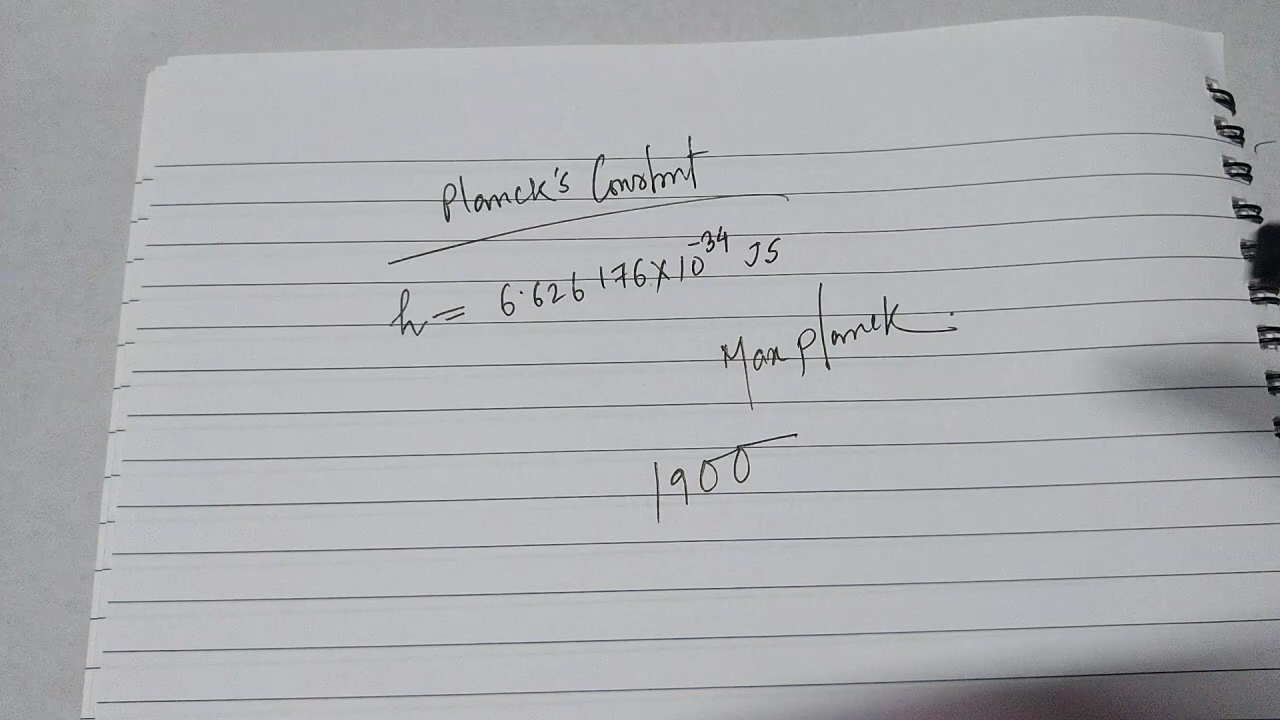 Planck's Constant
h = 6.626176×10⁻³⁴ JS
Max Planck.
1900